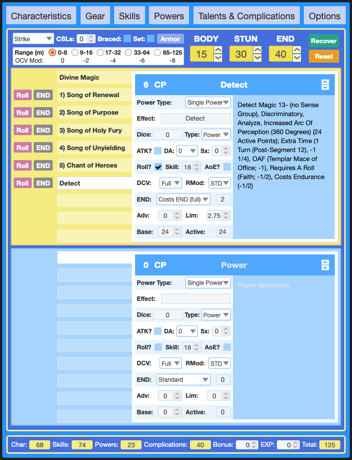 Characteristics Gear Skills Powers Talents & Complications Options
Strike CSLs: 0 Braced: Set: Armor BODY STUN END Recover
Range (m) 0-8 9-16 17-32 33-64 65-125 15 30 40 Reset
OCV Mod: 0 -2 -4 -6 -8
Divine Magic
Roll END 1) Song of Renewal
Roll END 2) Song of Purpose
Roll END 3) Song of Holy Fury
Roll END 4) Song of Unyielding
Roll END 5) Chant of Heroes
Roll END Detect
6 CP Detect
Power Type: Single Power
Effect: Detect
Dice: 0 Type: Power
ATK? DA: 0 Sx: 0
Roll? Skill: 18 AoE?
DCV: Full RMod: STD
END: Costs END (full) 2
Adv: 0 Lim: 2.75
Base: 24 Active: 24
Detect Magic 13- (no Sense
Group), Discriminatory,
Analyze, Increased Arc Of
Perception (360 Degrees) (24
Active Points); Extra Time (1
Turn (Post-Segment 12), -1
1/4), OAF (Templar Mace of
Office; -1), Requires A Roll
(Faith; -1/2), Costs Endurance
(-1/2)
0 CP Power
Power Type: Single Power
Effect:
Dice: 0 Type: Power
ATK? DA: 0 Sx: 0
Roll? Skill: 18 AoE?
DCV: Full RMod: STD
END: Standard 0
Adv: 0 Lim: 0
Base: 0 Active: 0
Power description
Char: 68 Skills: 74 Powers: 23 Complications: 40 Bonus: 0 EXP: 0 Total: 125